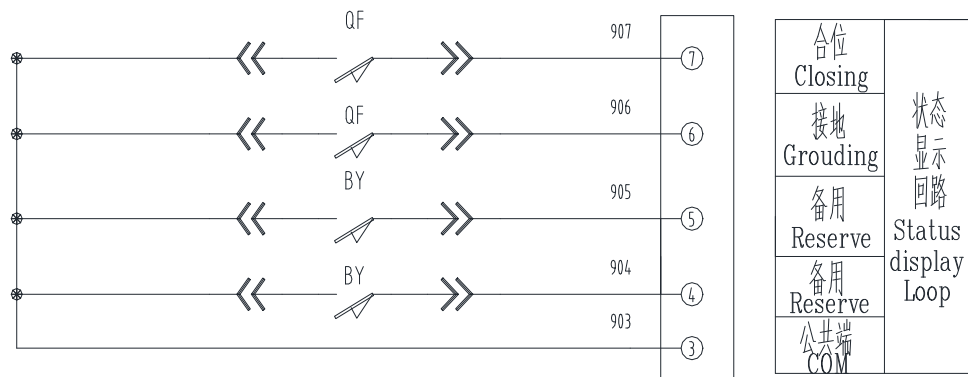 QF
907
7
QF
906
6
BY
905
5
BY
904
4
903
3
合位
Closing
接地
Grouding
备用
Reserve
备用
Reserve
公共端
COM
状态
显示
回路
Status
display
Loop